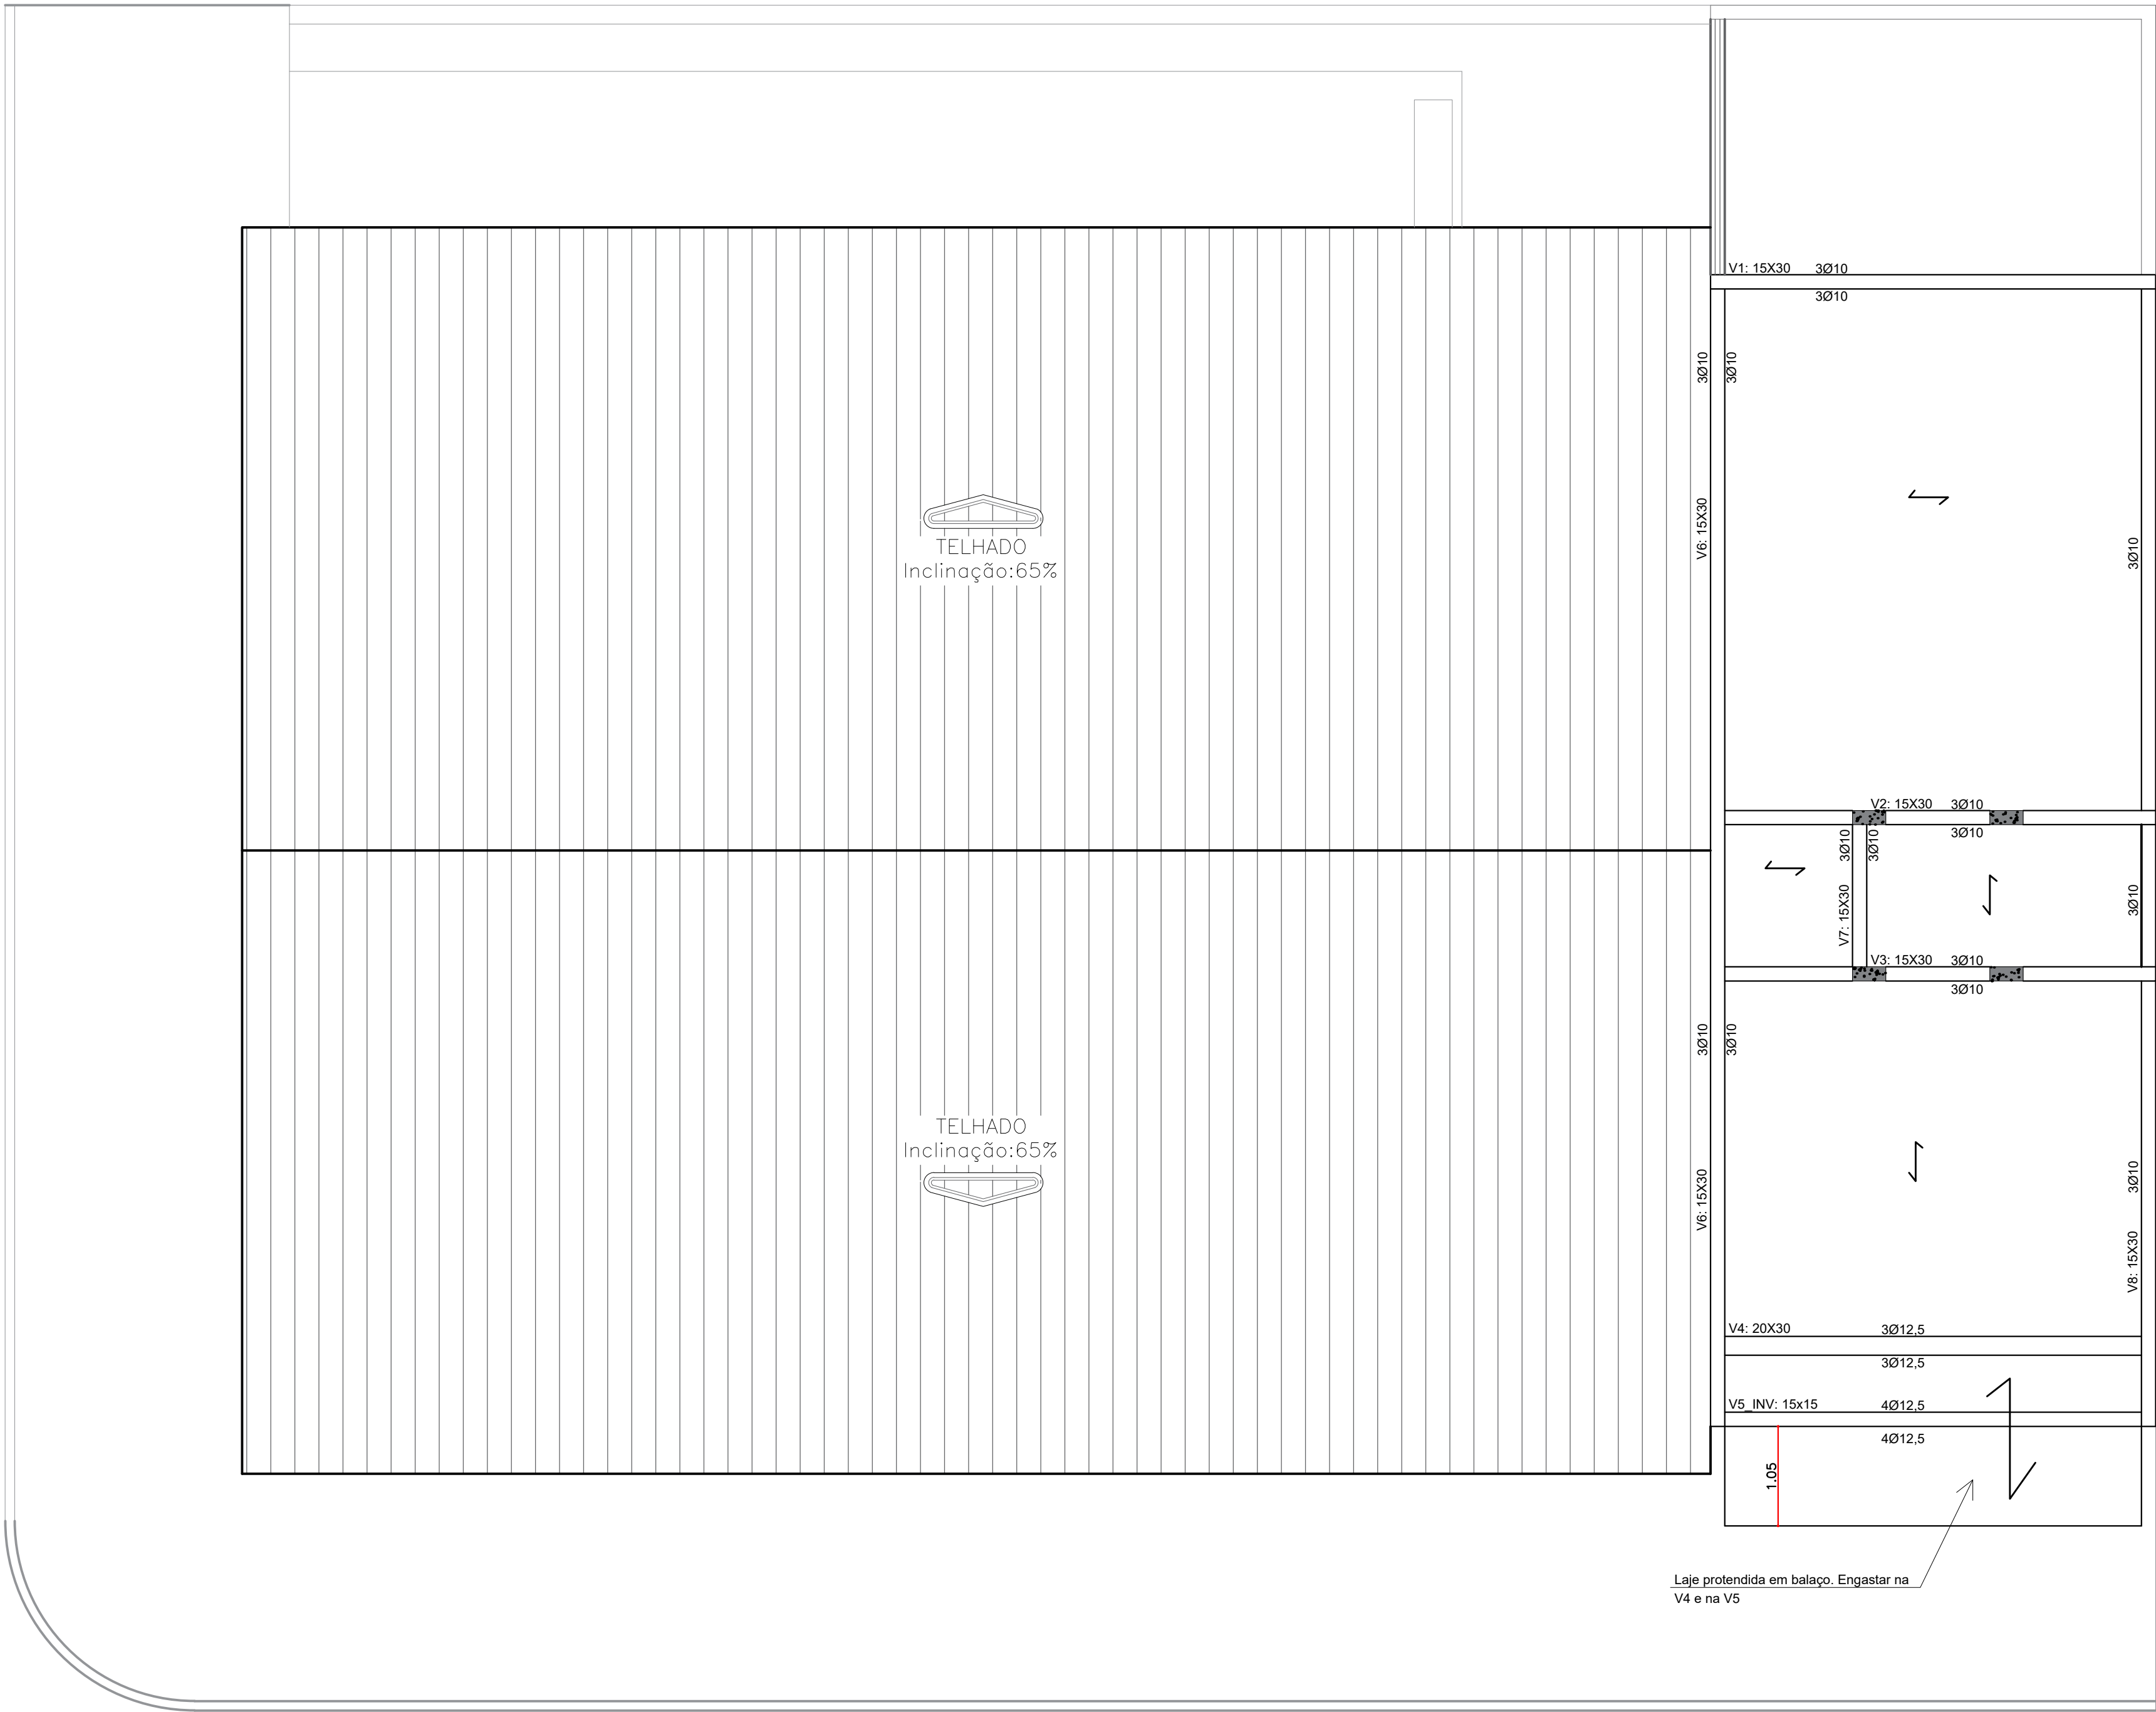 V1: 15X30 3Ø10
3Ø10
3Ø10
3Ø10
V6: 15X30
3Ø10
TELHADO
Inclinação:65%
V2: 15X30 3Ø10
3Ø10
3Ø10
3Ø10
V7: 15X30
3Ø10
V3: 15X30 3Ø10
3Ø10
3Ø10
3Ø10
TELHADO
Inclinação:65%
V6: 15X30
3Ø10
V8: 15X30
V4: 20X30 3Ø12,5
3Ø12,5
V5_INV: 15x15 4Ø12,5
4Ø12,5
1.05
Laje protendida em balaço. Engastar na
V4 e na V5